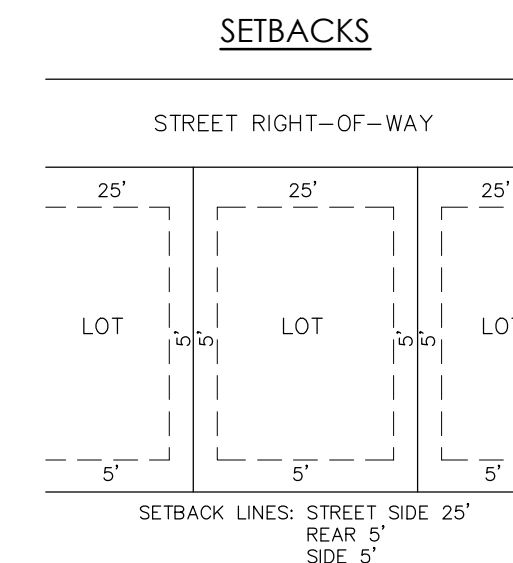 SETBACKS
STREET RIGHT-OF-WAY
25' 25' 25'
LOT LOT
5' 5' 5' 5'
5' 5' 5'
SETBACK LINES: STREET SIDE 25'
REAR 5'
SIDE 5'